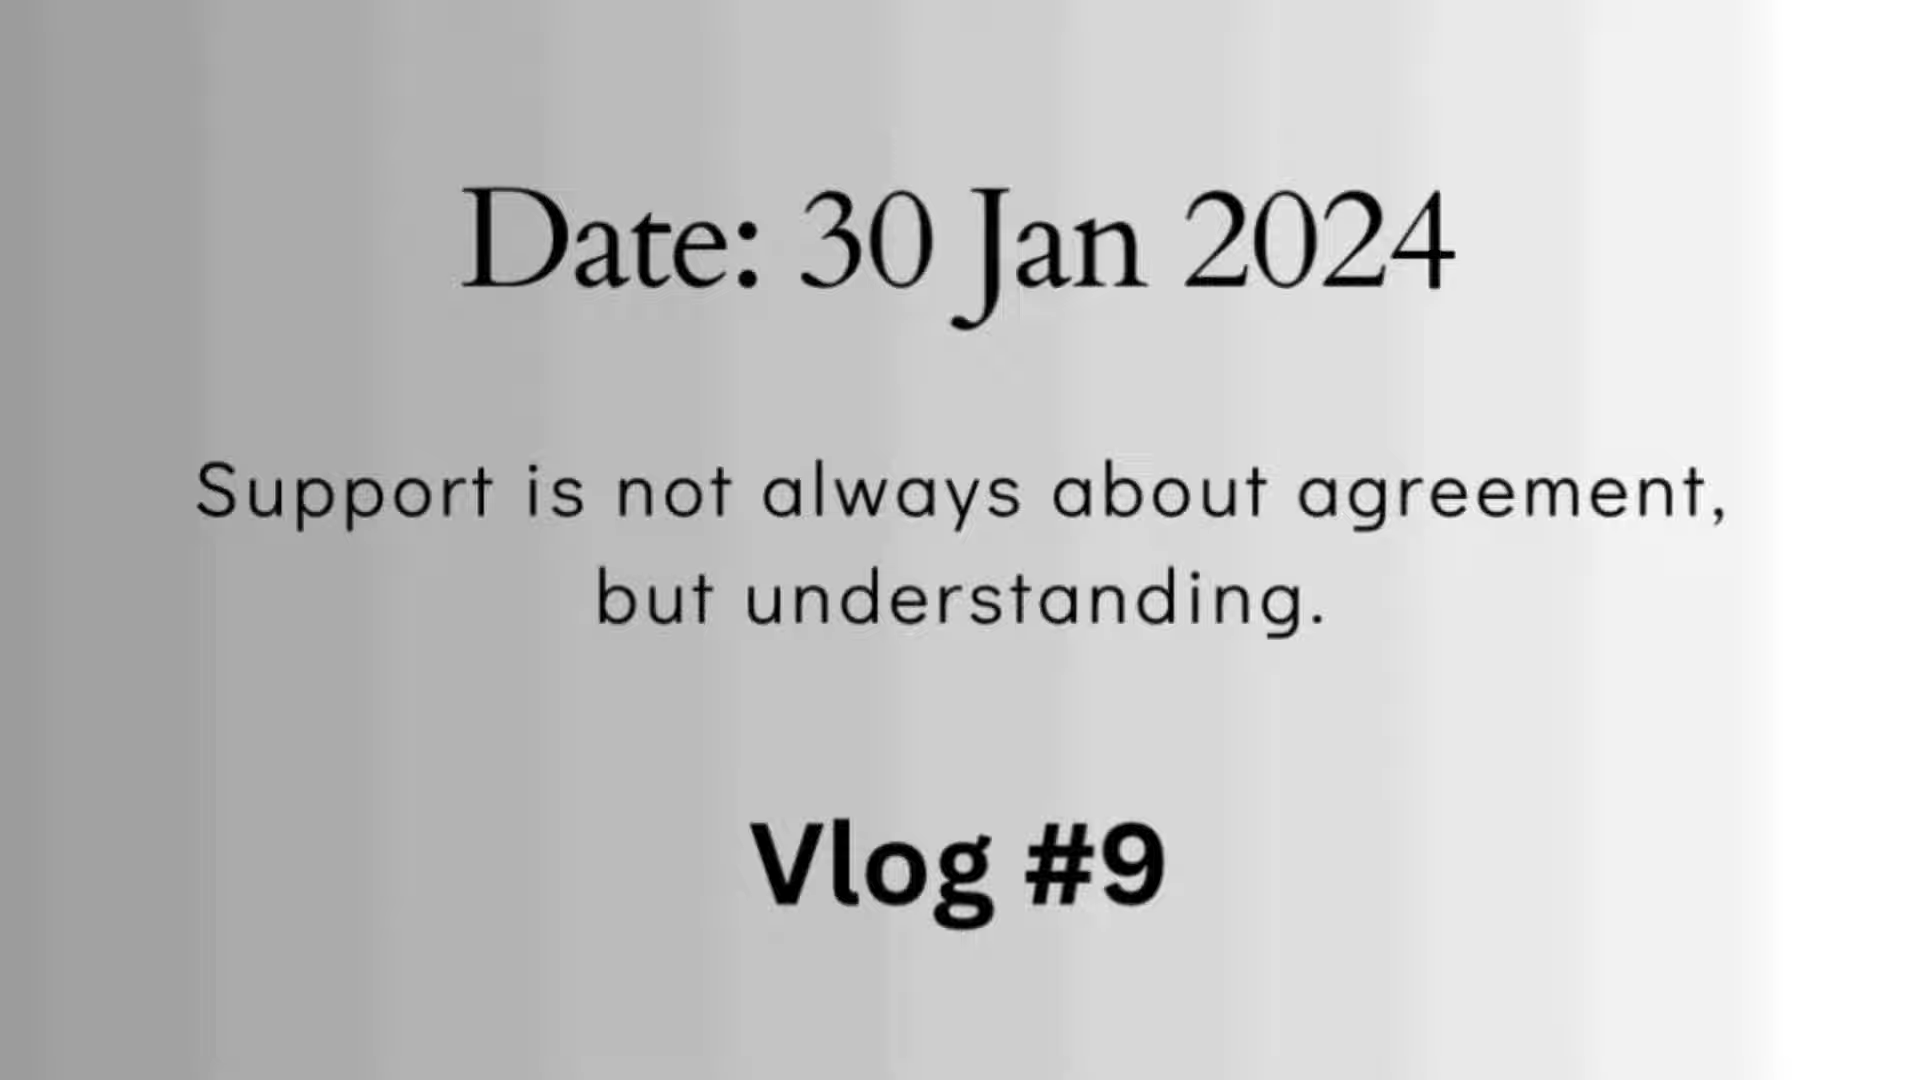 Date: 30 Jan 2024
Support is not always about agreement,
but understanding.
Vlog #9